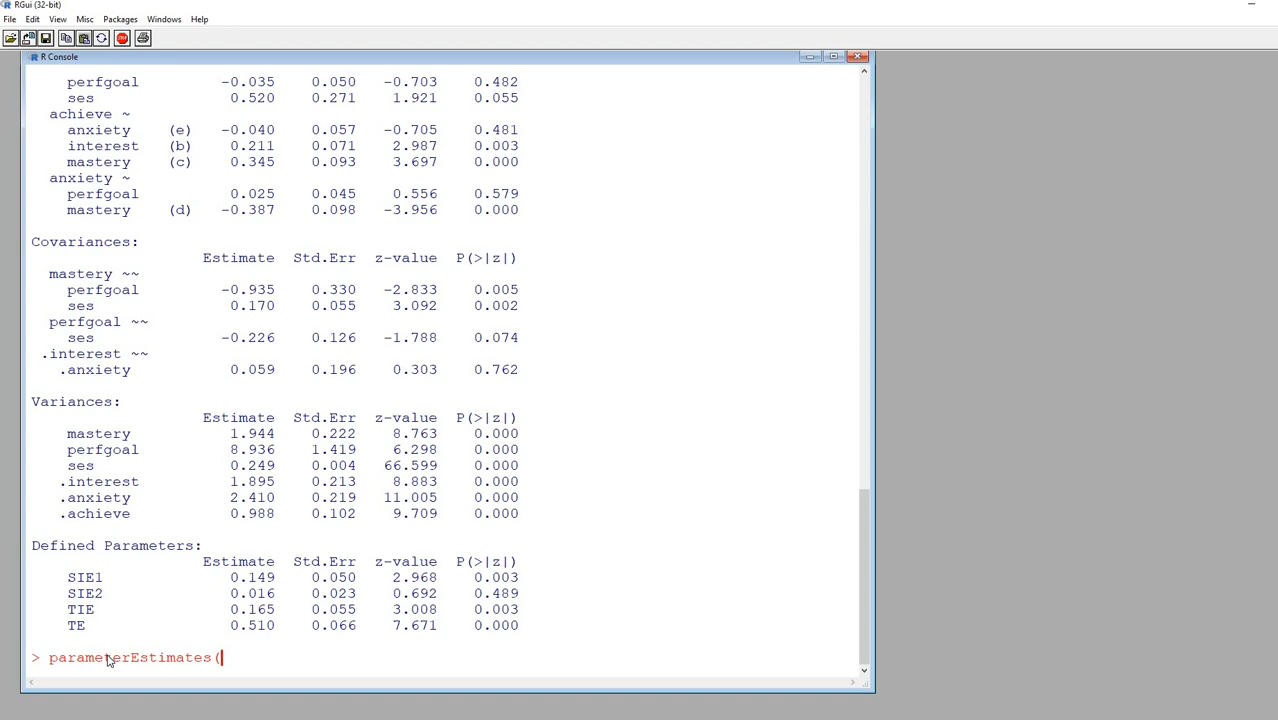 RGui (32-bit)
File Edit View Misc Packages Windows Help
STOP
R Console
perfgoal -0.035 0.050 -0.703 0.482
ses 0.520 0.271 1.921 0.055
achieve ~
anxiety (e) -0.040 0.057 -0.705 0.481
interest (b) 0.211 0.071 2.987 0.003
mastery (c) 0.345 0.093 3.697 0.000
anxiety ~
perfgoal 0.025 0.045 0.556 0.579
mastery (d) -0.387 0.098 -3.956 0.000
Covariances:
Estimate Std.Err z-value P(>|z|)
mastery ~~
perfgoal -0.935 0.330 -2.833 0.005
ses 0.170 0.055 3.092 0.002
perfgoal ~~
ses -0.226 0.126 -1.788 0.074
.interest ~~
.anxiety 0.059 0.196 0.303 0.762
Variances:
Estimate Std.Err z-value P(>|z|)
mastery 1.944 0.222 8.763 0.000
perfgoal 8.936 1.419 6.298 0.000
ses 0.249 0.004 66.599 0.000
.interest 1.895 0.213 8.883 0.000
.anxiety 2.410 0.219 11.005 0.000
.achieve 0.988 0.102 9.709 0.000
Defined Parameters:
Estimate Std.Err z-value P(>|z|)
SIE1 0.149 0.050 2.968 0.003
SIE2 0.016 0.023 0.692 0.489
TIE 0.165 0.055 3.008 0.003
TE 0.510 0.066 7.671 0.000
> parameterEstimates(